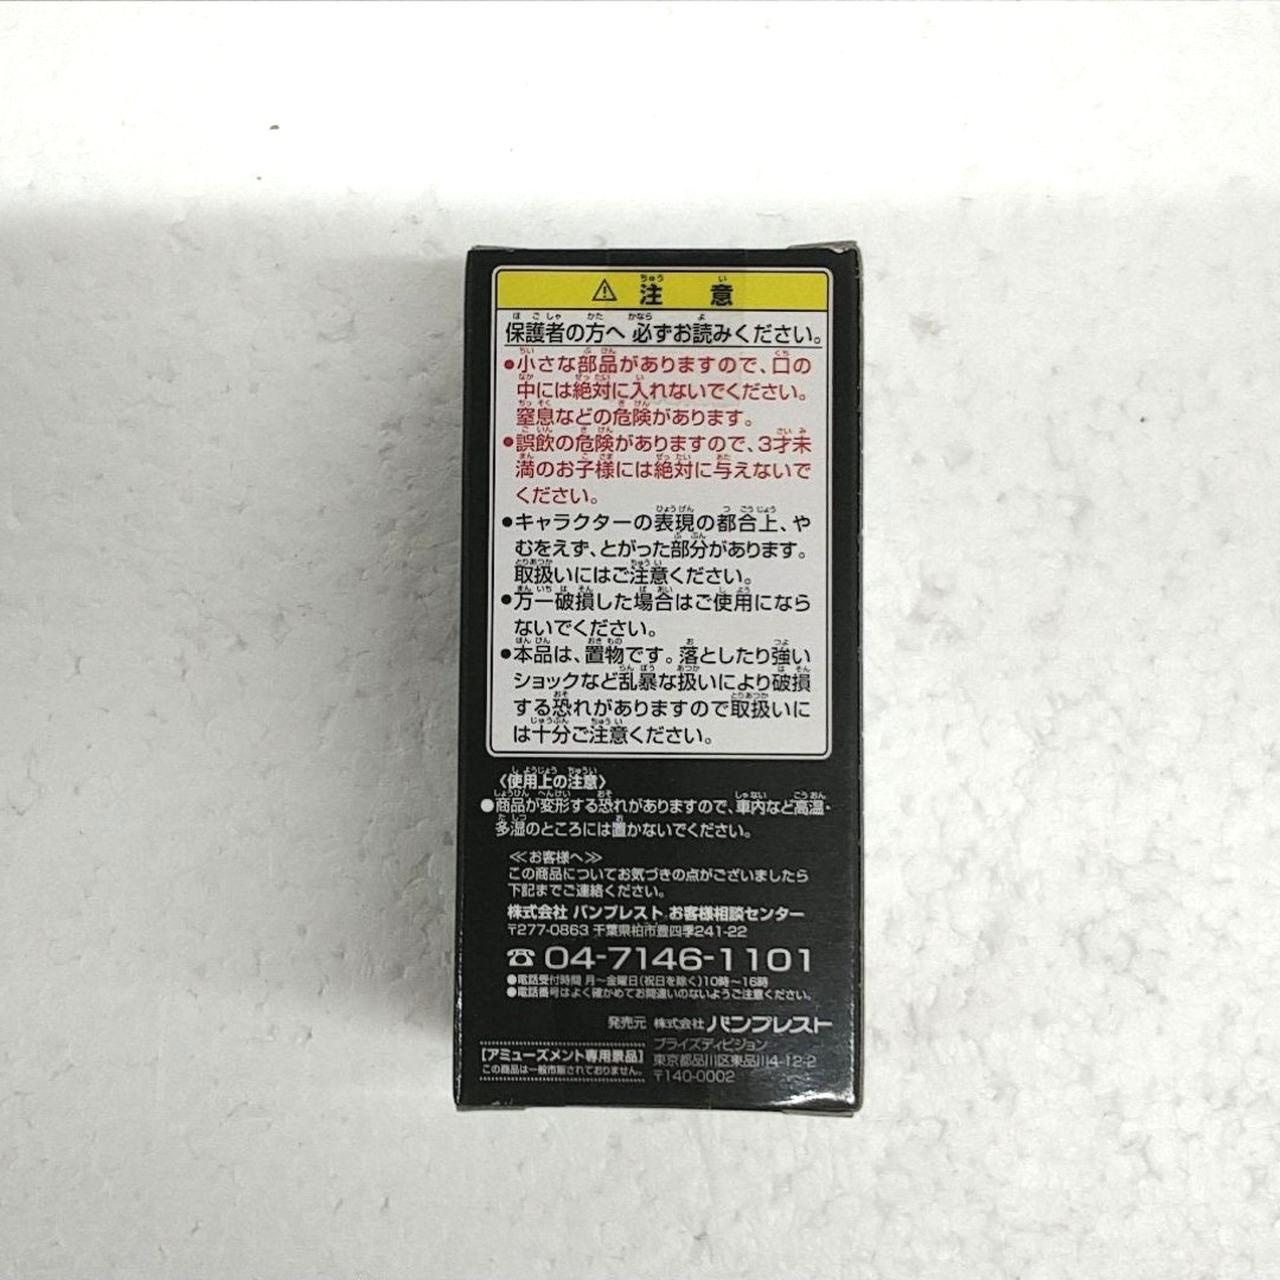 ⚠ 注 意
保護者の方へ 必ずお読みください。
●小さな部品がありますので、口の
中には絶対に入れないでください。
窒息などの危険があります。
●誤飲の危険がありますので、3才未
満のお子様には絶対に与えないで
ください。
●キャラクターの表現の都合上、や
むをえず、とがった部分があります。
取扱いにはご注意ください。
●万一破損した場合はご使用になら
ないでください。
●本品は、置物です。落としたり強い
ショックなど乱暴な扱いにより破損
する恐れがありますので取扱いに
は十分ご注意ください。
〈使用上の注意〉
●商品が変形する恐れがありますので、車内など高温・
多湿のところには置かないでください。
≪お客様へ≫
この商品についてお気づきの点がございましたら
下記までご連絡ください。
株式会社 バンプレスト お客様相談センター
〒277-0863 千葉県柏市豊四季241-22
☎ 04-7146-1101
●電話受付時間 月〜金曜日(祝日を除く)10時〜16時
●電話番号はよく確かめてお間違いのないようご注意ください。
発売元 株式会社 バンプレスト
プライズディビジョン
東京都品川区東品川4-12-2
〒140-0002
[アミューズメント専用景品]
この商品は一般市販されておりません。